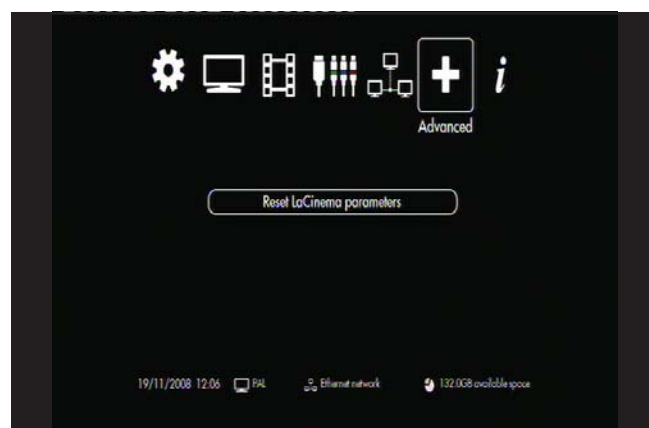 Advanced
Reset LaCinema parameters
19/11/2008 12:06 PAL Ethernet network 132.0GB available space